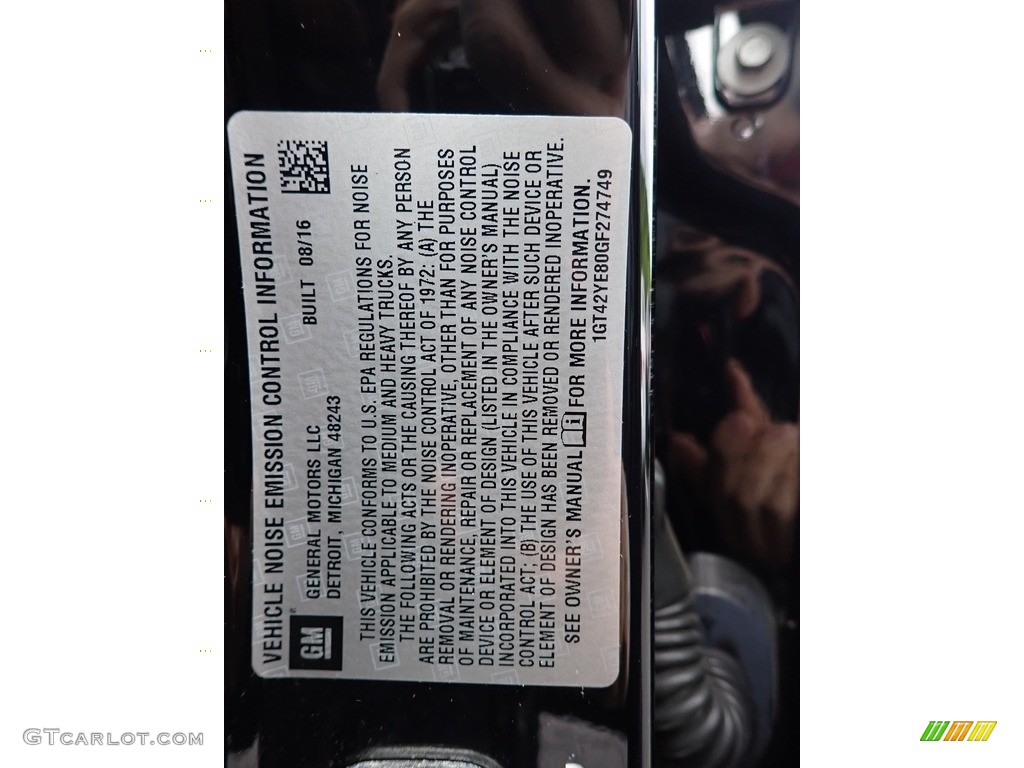 VEHICLE NOISE EMISSION CONTROL INFORMATION
GM
GENERAL MOTORS LLC
DETROIT, MICHIGAN 48243
BUILT 08/16
THIS VEHICLE CONFORMS TO U.S. EPA REGULATIONS FOR NOISE
EMISSION APPLICABLE TO MEDIUM AND HEAVY TRUCKS.
THE FOLLOWING ACTS OR THE CAUSING THEREOF BY ANY PERSON
ARE PROHIBITED BY THE NOISE CONTROL ACT OF 1972: (A) THE
REMOVAL OR RENDERING INOPERATIVE, OTHER THAN FOR PURPOSES
OF MAINTENANCE, REPAIR OR REPLACEMENT OF ANY NOISE CONTROL
DEVICE OR ELEMENT OF DESIGN (LISTED IN THE OWNER'S MANUAL)
INCORPORATED INTO THIS VEHICLE IN COMPLIANCE WITH THE NOISE
CONTROL ACT; (B) THE USE OF THIS VEHICLE AFTER SUCH DEVICE OR
ELEMENT OF DESIGN HAS BEEN REMOVED OR RENDERED INOPERATIVE.
SEE OWNER'S MANUAL FOR MORE INFORMATION.
1GT42YE80GF274749
GTCARLOT.COM